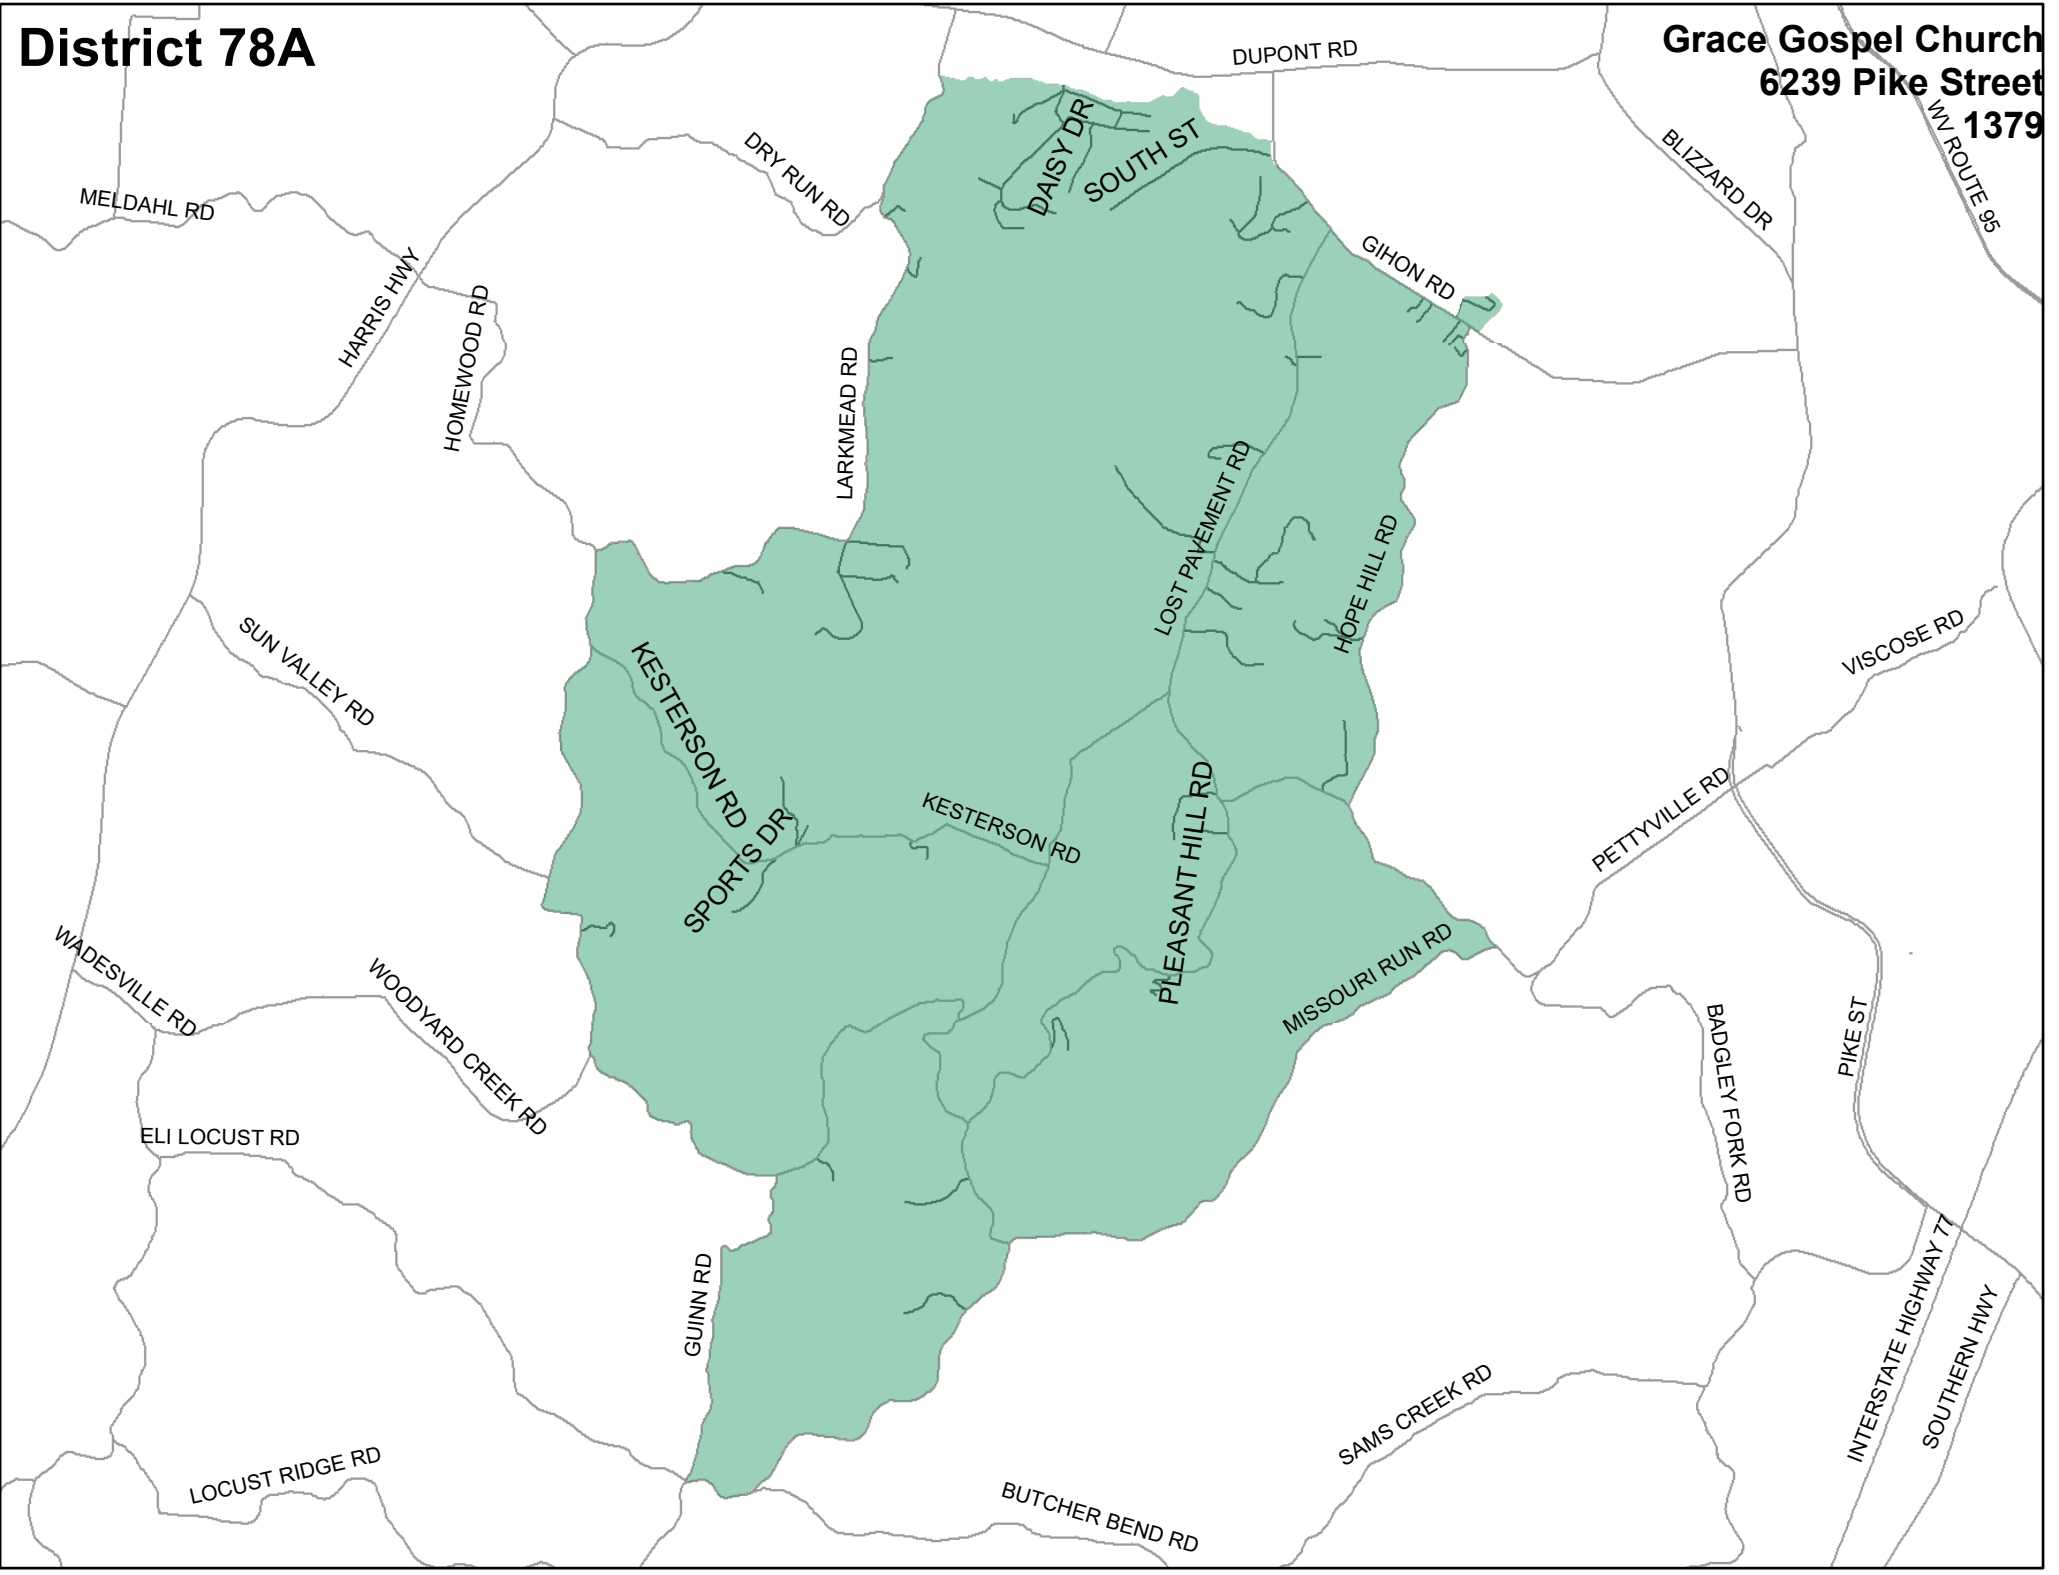 District 78A
Grace Gospel Church
6239 Pike Street
1379
DUPONT RD
WV ROUTE 95
BLIZZARD DR
DRY RUN RD
DAISY DR
SOUTH ST
MELDAHL RD
HARRIS HWY
HOMEWOOD RD
GIHON RD
LARKMEAD RD
LOST PAVEMENT RD
HOPE HILL RD
SUN VALLEY RD
VISCOSE RD
KESTERSON RD
SPORTS DR
KESTERSON RD
PLEASANT HILL RD
PETTYVILLE RD
WADESVILLE RD
WOODYARD CREEK RD
MISSOURI RUN RD
BADGLEY FORK RD
PIKE ST
ELI LOCUST RD
GUINN RD
INTERSTATE HIGHWAY 77
SOUTHERN HWY
SAMS CREEK RD
LOCUST RIDGE RD
BUTCHER BEND RD